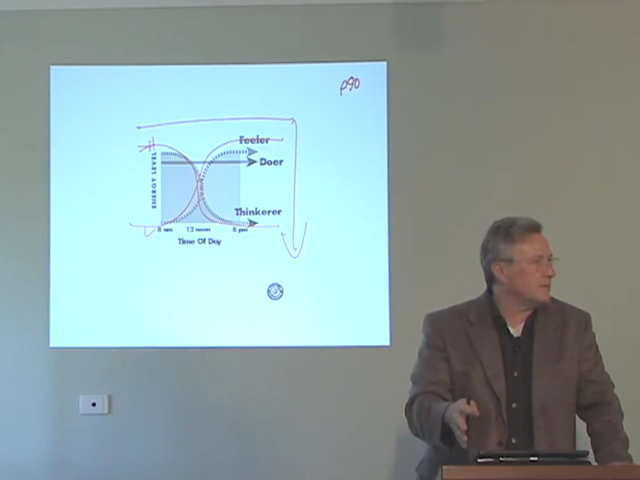 p90
Feeler
Doer
ENERGY LEVEL
Thinkerer
8 am 12 noon 8 pm
Time Of Day